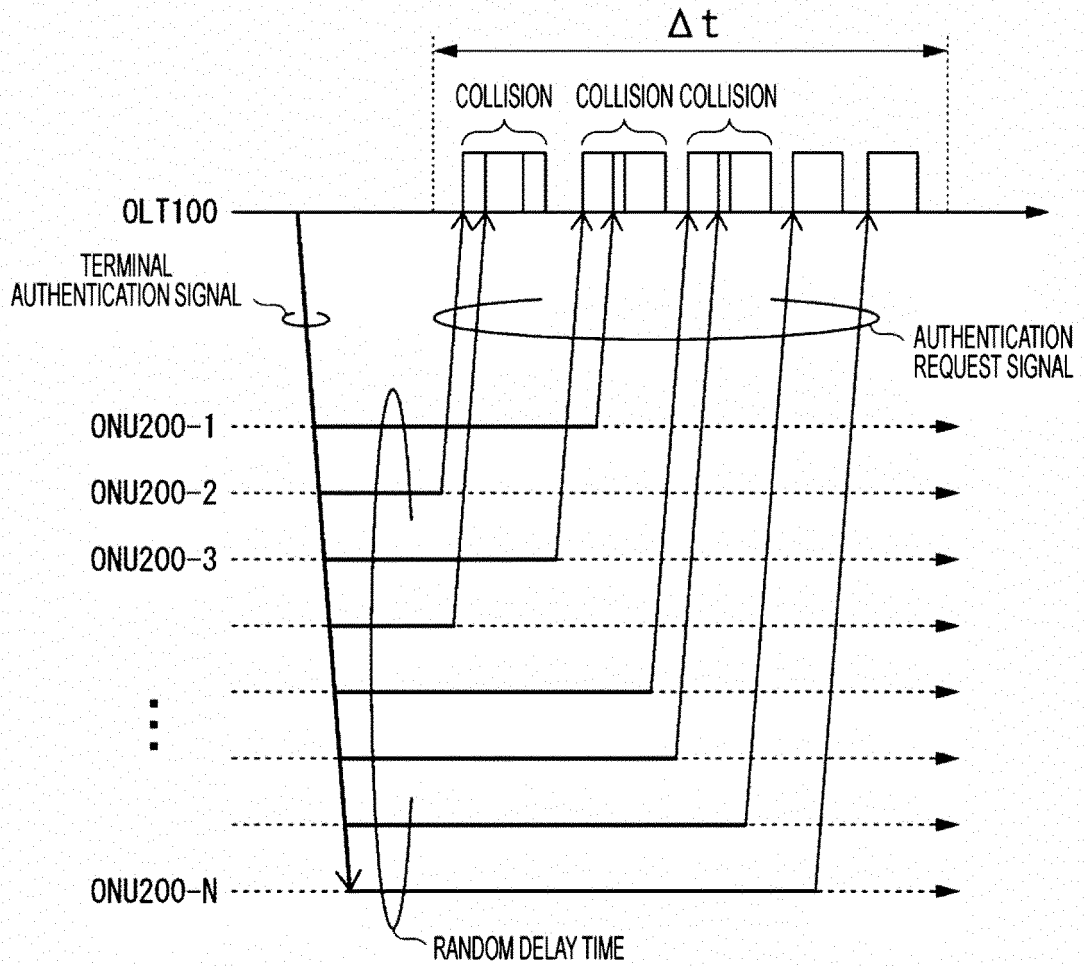 Δt
COLLISION COLLISION COLLISION
OLT100
TERMINAL
AUTHENTICATION SIGNAL
AUTHENTICATION
REQUEST SIGNAL
ONU200-1
ONU200-2
ONU200-3
⋮
ONU200-N
RANDOM DELAY TIME